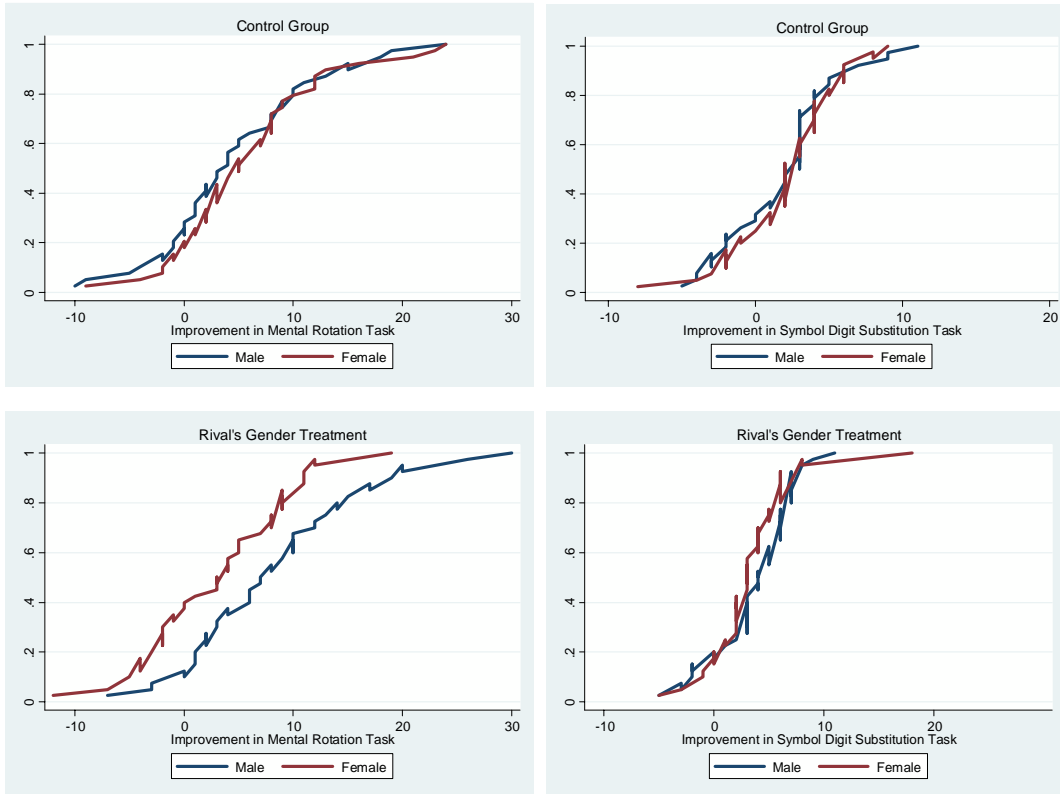 Control Group
1
.8
.6
.4
.2
0
-10 0 10 20 30
Improvement in Mental Rotation Task
Male Female
Control Group
1
.8
.6
.4
.2
0
-10 0 10 20
Improvement in Symbol Digit Substitution Task
Male Female
Rival's Gender Treatment
1
.8
.6
.4
.2
0
-10 0 10 20 30
Improvement in Mental Rotation Task
Male Female
Rival's Gender Treatment
1
.8
.6
.4
.2
0
-10 0 10 20
Improvement in Symbol Digit Substitution Task
Male Female